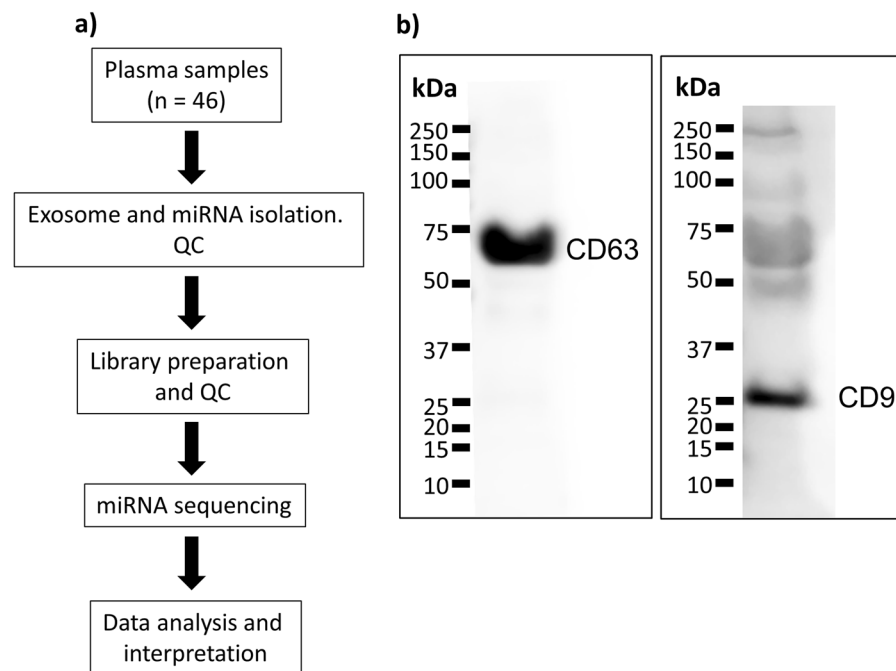 a)
Plasma samples
(n = 46)
Exosome and miRNA isolation.
QC
Library preparation
and QC
miRNA sequencing
Data analysis and
interpretation
b)
kDa
250
150
100
75
CD63
50
37
25
20
15
10
kDa
250
150
100
75
50
37
25
CD9
20
15
10